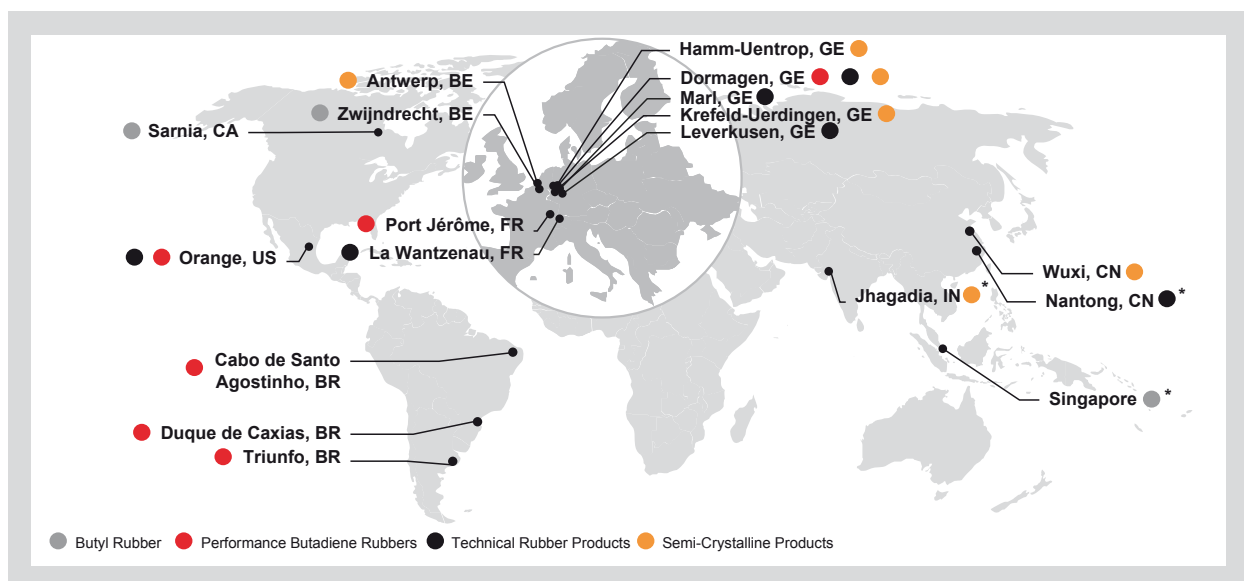 Hamm-Uentrop, GE
Antwerp, BE
Dormagen, GE
Marl, GE
Zwijndrecht, BE
Krefeld-Uerdingen, GE
Sarnia, CA
Leverkusen, GE
Port Jérôme, FR
La Wantzenau, FR
Orange, US
Wuxi, CN
Jhagadia, IN *
Nantong, CN *
Cabo de Santo
Agostinho, BR
Singapore *
Duque de Caxias, BR
Triunfo, BR
Butyl Rubber Performance Butadiene Rubbers Technical Rubber Products Semi-Crystalline Products